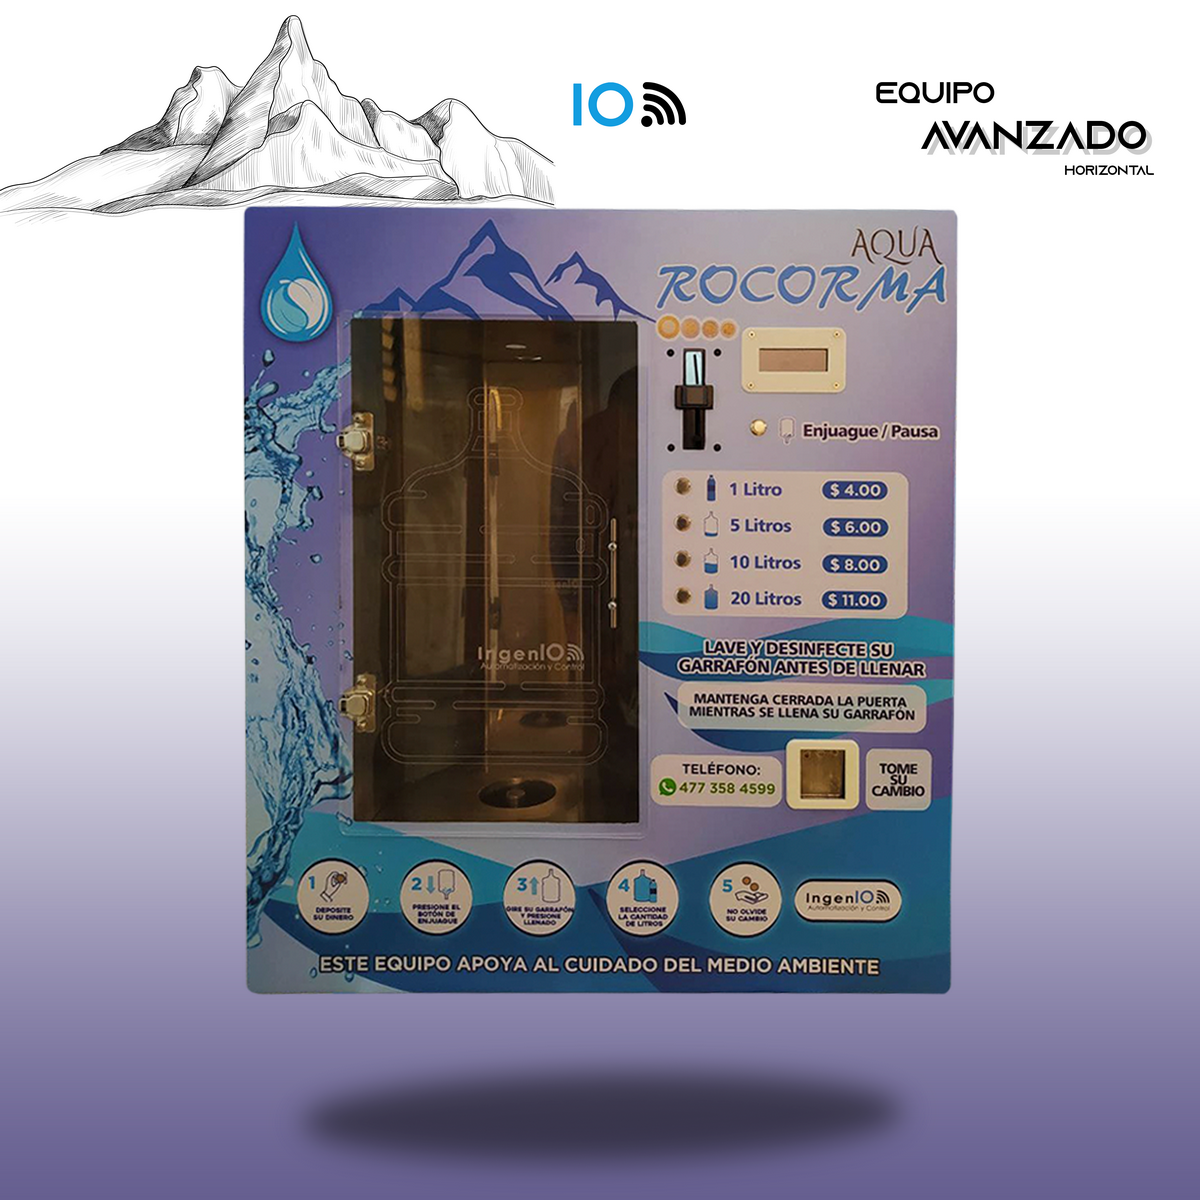 IO
EQUIPO
AVANZADO
HORIZONTAL
AQUA
ROCORMA
Enjuague / Pausa
1 Litro $ 4.00
5 Litros $ 6.00
10 Litros $ 8.00
20 Litros $ 11.00
IngenIO
Automatización y Control
LAVE Y DESINFECTE SU
GARRAFÓN ANTES DE LLENAR
MANTENGA CERRADA LA PUERTA
MIENTRAS SE LLENA SU GARRAFÓN
TELÉFONO:
477 358 4599
TOME
SU
CAMBIO
1
DEPOSITE
SU DINERO
2
PRESIONE EL
BOTÓN DE
ENJUAGUE
3
GIRE SU GARRAFÓN
Y PRESIONE
LLENADO
4
SELECCIONE
LA CANTIDAD
DE LITROS
5
NO OLVIDE
SU CAMBIO
IngenIO
Automatización y Control
ESTE EQUIPO APOYA AL CUIDADO DEL MEDIO AMBIENTE